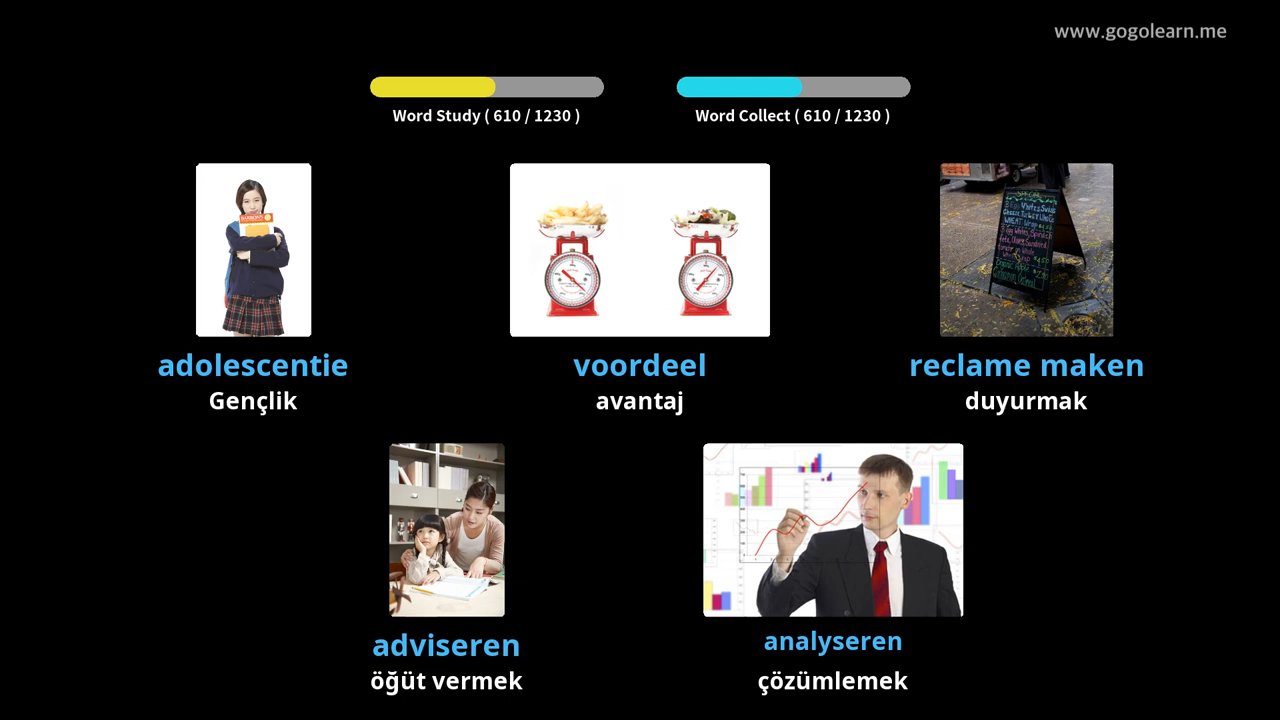 www.gogolearn.me
Word Study ( 610 / 1230 )
Word Collect ( 610 / 1230 )
BARRON'S
adolescentie
voordeel
reclame maken
Gençlik
avantaj
duyurmak
adviseren
analyseren
öğüt vermek
çözümlemek